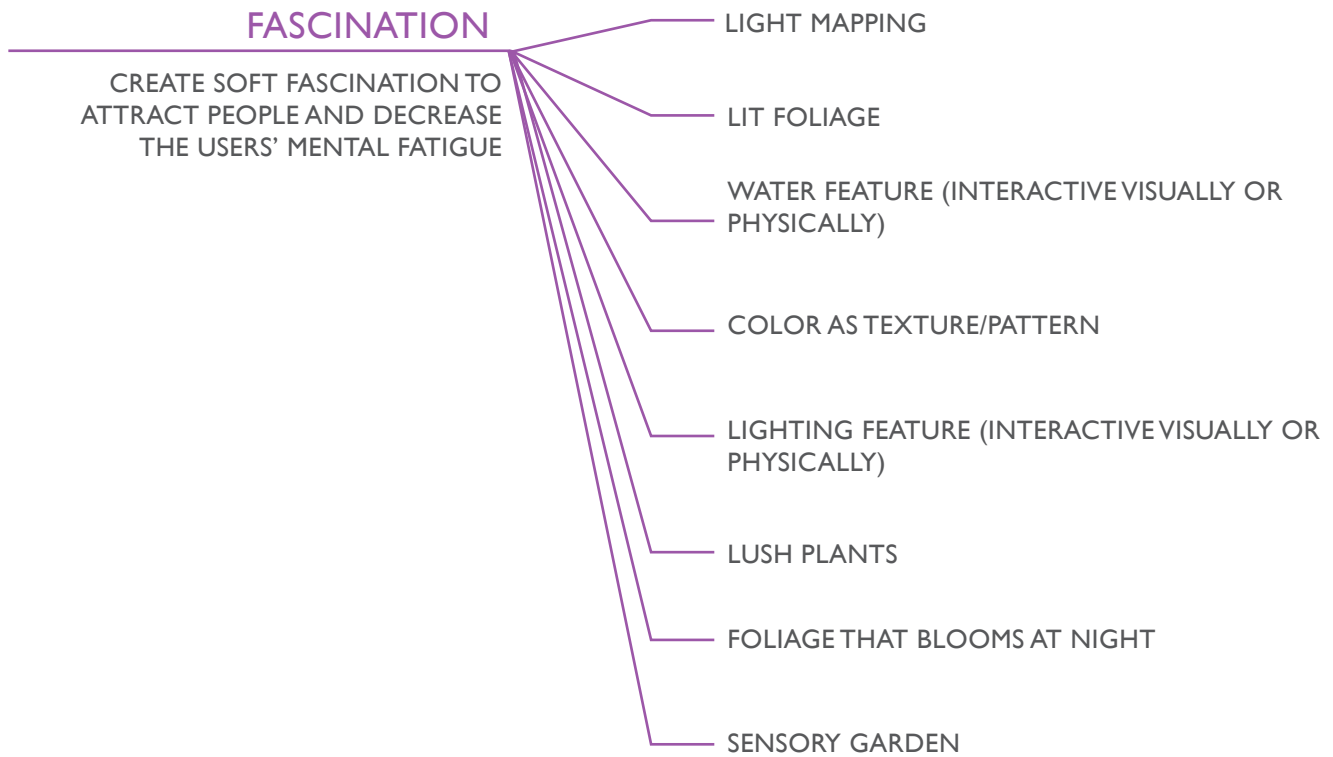 FASCINATION
CREATE SOFT FASCINATION TO
ATTRACT PEOPLE AND DECREASE
THE USERS’ MENTAL FATIGUE
LIGHT MAPPING
LIT FOLIAGE
WATER FEATURE (INTERACTIVE VISUALLY OR
PHYSICALLY)
COLOR AS TEXTURE/PATTERN
LIGHTING FEATURE (INTERACTIVE VISUALLY OR
PHYSICALLY)
LUSH PLANTS
FOLIAGE THAT BLOOMS AT NIGHT
SENSORY GARDEN